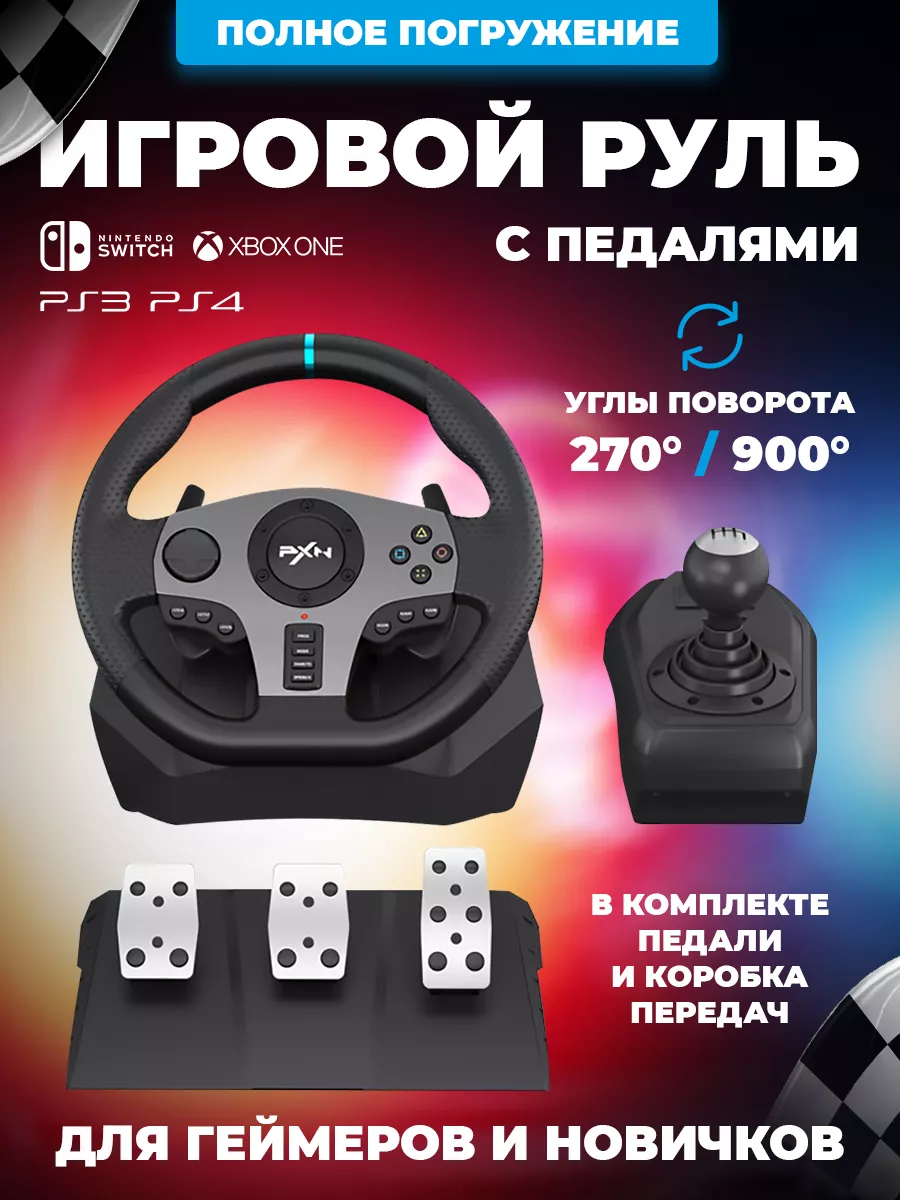 ПОЛНОЕ ПОГРУЖЕНИЕ
ИГРОВОЙ РУЛЬ
С ПЕДАЛЯМИ
NINTENDO
SWITCH
XBOX ONE
PS3 PS4
УГЛЫ ПОВОРОТА
270° / 900°
PXN
В КОМПЛЕКТЕ
ПЕДАЛИ
И КОРОБКА
ПЕРЕДАЧ
ДЛЯ ГЕЙМЕРОВ И НОВИЧКОВ